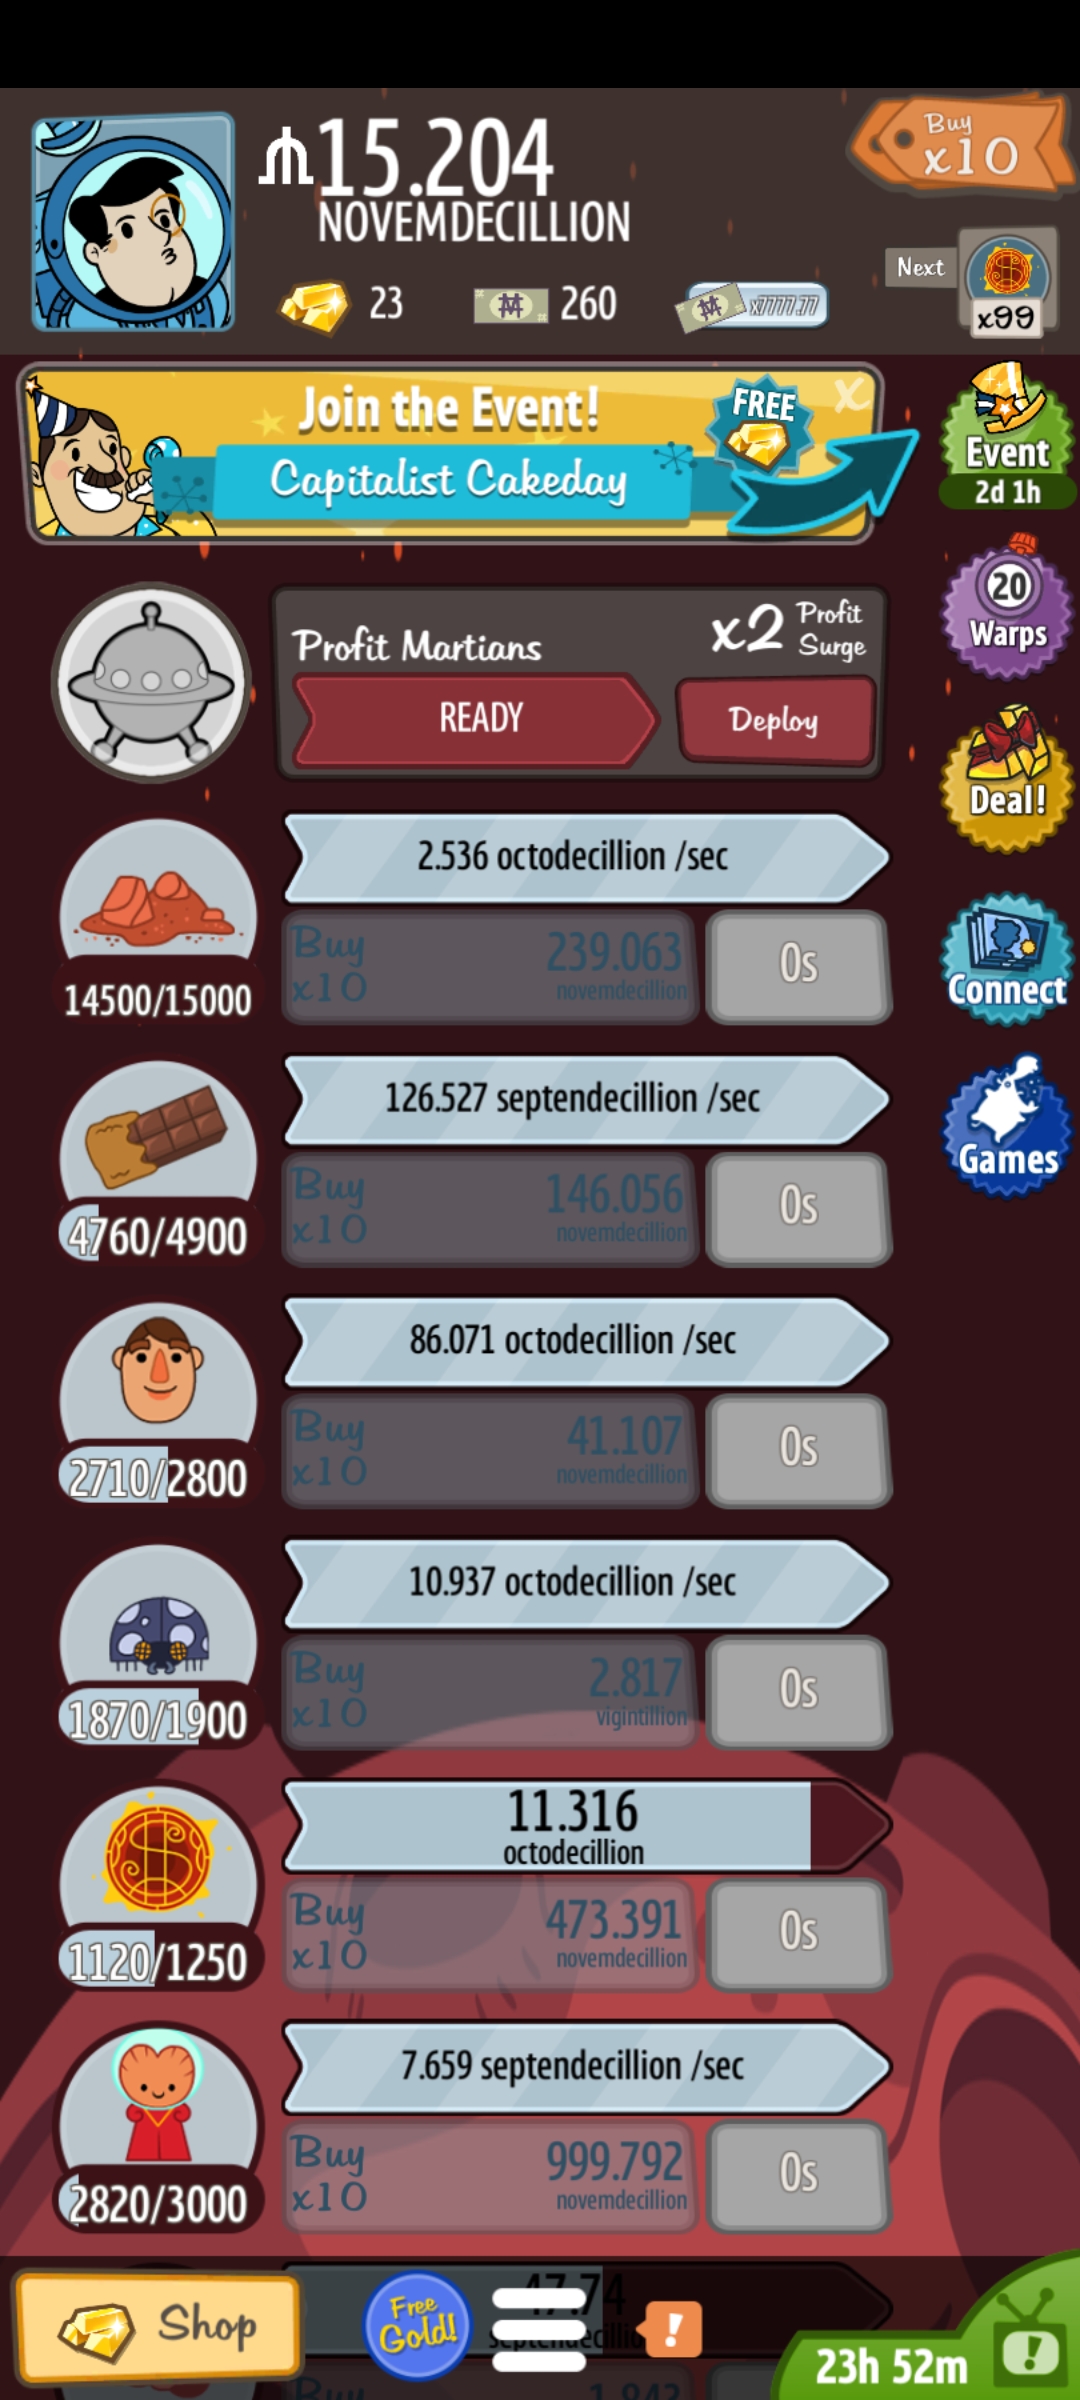 15.204
NOVEMDECILLION
Buy
x10
23
260
x7777.77
Next
x99
Join the Event!
Capitalist Cakeday
FREE
x
Event
2d 1h
Profit Martians
x2 Profit
Surge
READY
Deploy
20
Warps
Deal!
2.536 octodecillion /sec
Buy
x10
239.063
novemdecillion
0s
14500/15000
Connect
126.527 septendecillion /sec
Buy
x10
146.056
novemdecillion
0s
4760/4900
Games
86.071 octodecillion /sec
Buy
x10
41.107
novemdecillion
0s
2710/2800
10.937 octodecillion /sec
Buy
x10
2.817
vigintillion
0s
1870/1900
11.316
octodecillion
Buy
x10
473.391
novemdecillion
0s
1120/1250
7.659 septendecillion /sec
Buy
x10
999.792
novemdecillion
0s
2820/3000
Shop
Free
Gold!
47.74
!
23h 52m
!
Buy